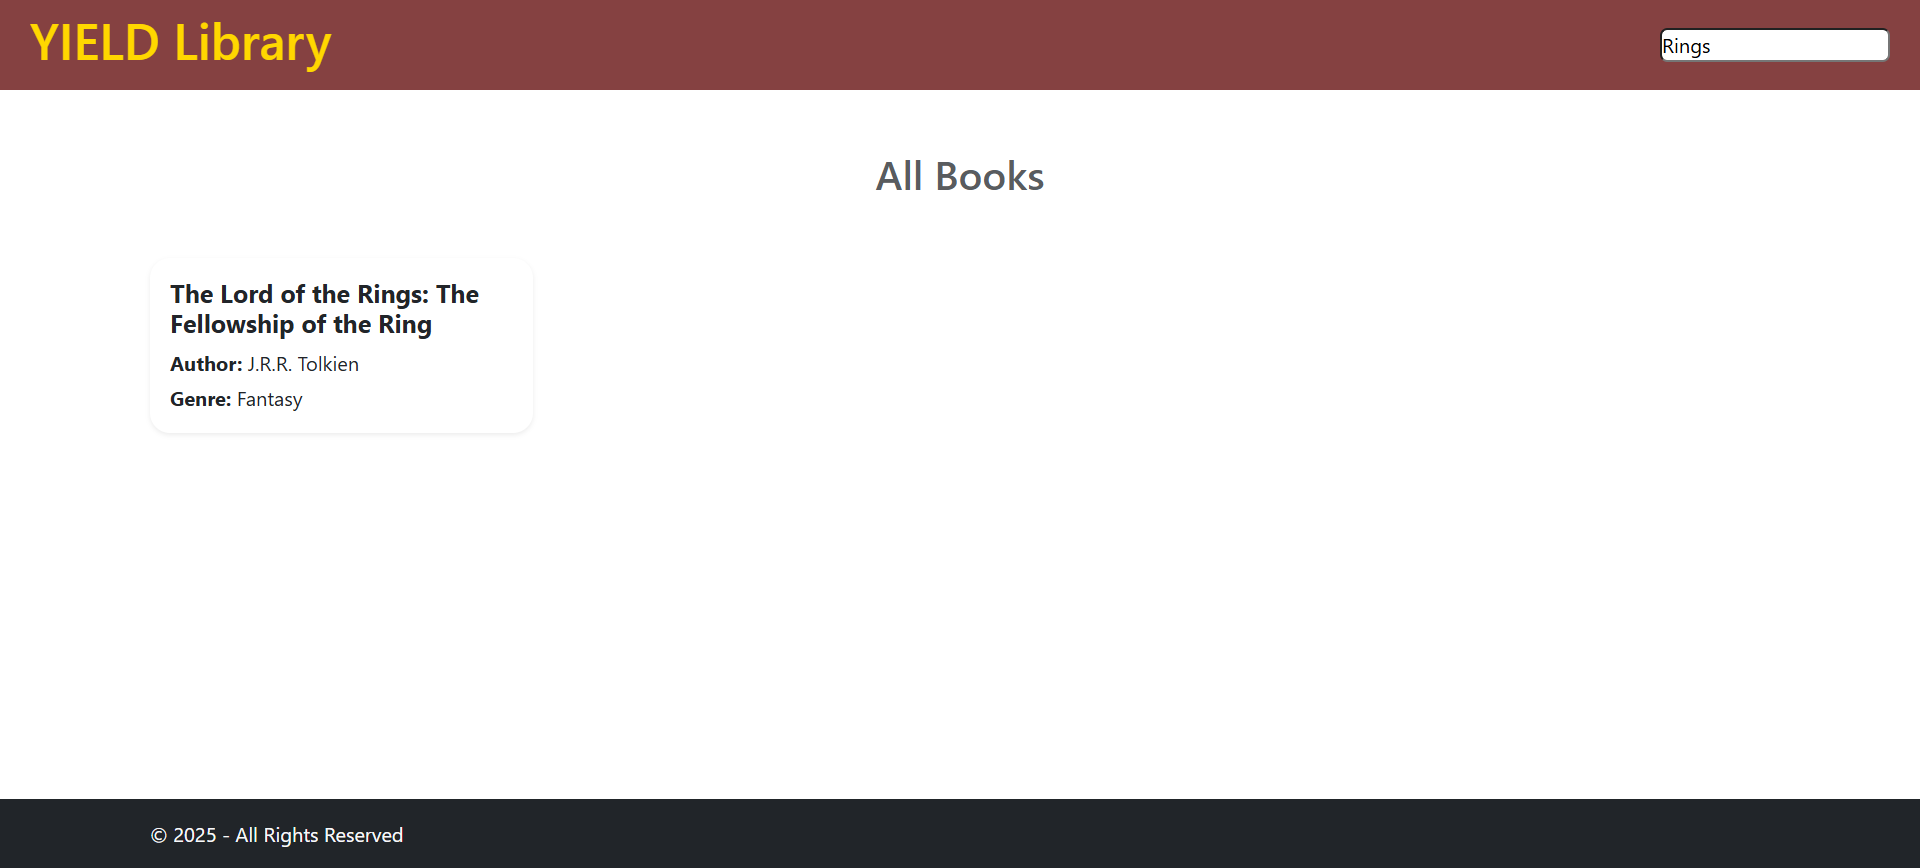 YIELD Library
Rings
All Books
The Lord of the Rings: The
Fellowship of the Ring
Author: J.R.R. Tolkien
Genre: Fantasy
© 2025 - All Rights Reserved